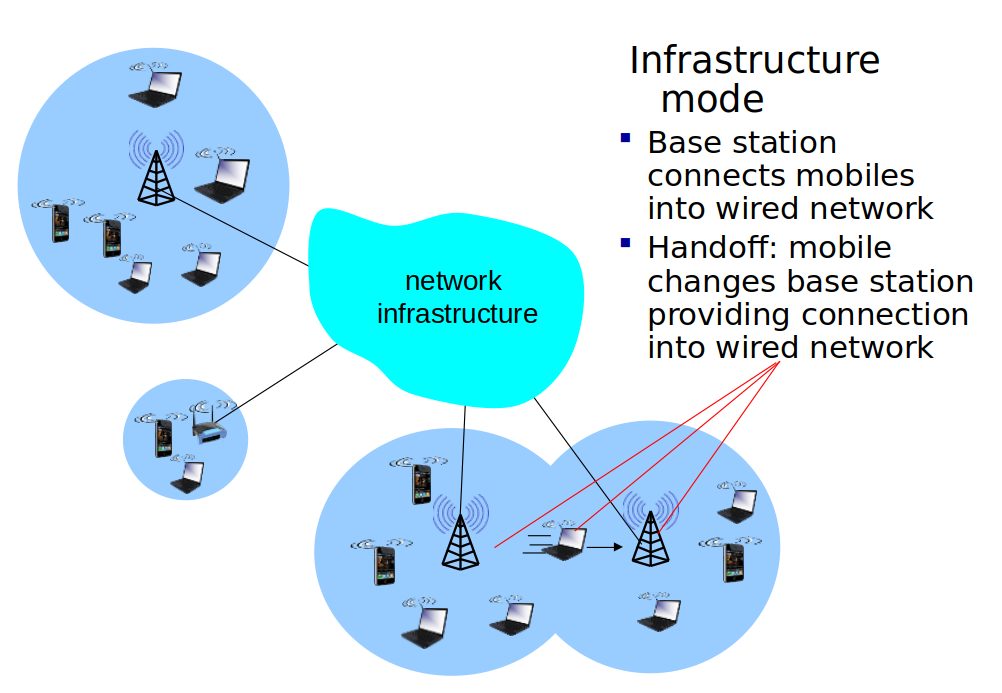 Infrastructure
mode
Base station
connects mobiles
into wired network
Handoff: mobile
changes base station
providing connection
into wired network
network
infrastructure